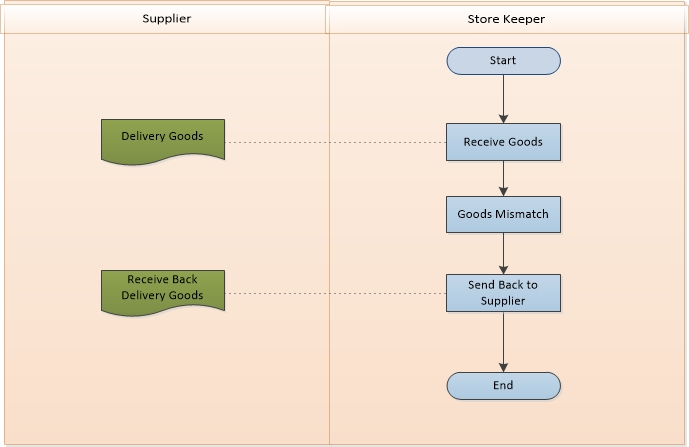 Supplier
Store Keeper
Start
Delivery Goods
Receive Goods
Goods Mismatch
Receive Back
Delivery Goods
Send Back to
Supplier
End